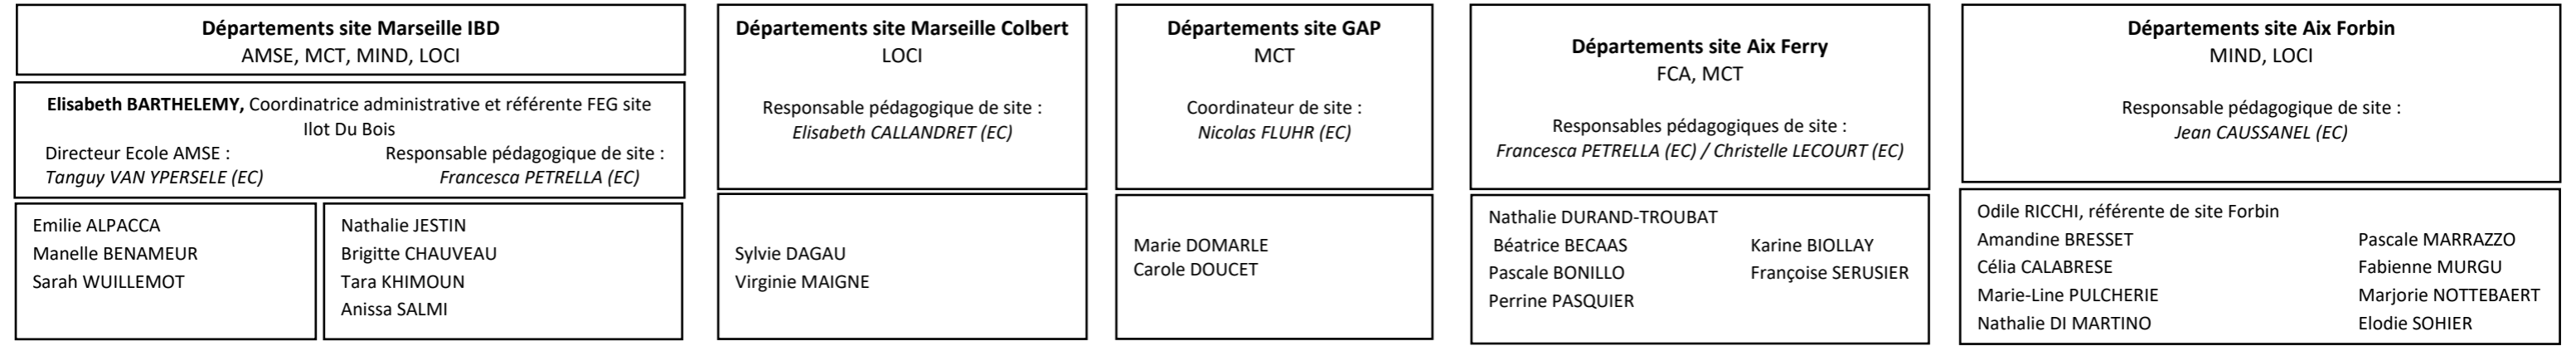 Départements site Marseille IBD
AMSE, MCT, MIND, LOCI
Elisabeth BARTHELEMY, Coordinatrice administrative et référente FEG site
Ilot Du Bois
Directeur Ecole AMSE :
Tanguy VAN YPERSELE (EC)
Responsable pédagogique de site :
Francesca PETRELLA (EC)
Emilie ALPACCA
Manelle BENAMEUR
Sarah WUILLEMOT
Nathalie JESTIN
Brigitte CHAUVEAU
Tara KHIMOUN
Anissa SALMI
Départements site Marseille Colbert
LOCI
Responsable pédagogique de site :
Elisabeth CALLANDRET (EC)
Sylvie DAGAU
Virginie MAIGNE
Départements site GAP
MCT
Coordinateur de site :
Nicolas FLUHR (EC)
Marie DOMARLE
Carole DOUCET
Départements site Aix Ferry
FCA, MCT
Responsables pédagogiques de site :
Francesca PETRELLA (EC) / Christelle LECOURT (EC)
Nathalie DURAND-TROUBAT
Béatrice BECAAS
Pascale BONILLO
Perrine PASQUIER
Karine BIOLLAY
Françoise SERUSIER
Départements site Aix Forbin
MIND, LOCI
Responsable pédagogique de site :
Jean CAUSSANEL (EC)
Odile RICCHI, référente de site Forbin
Amandine BRESSET
Célia CALABRESE
Marie-Line PULCHERIE
Nathalie DI MARTINO
Pascale MARRAZZO
Fabienne MURGU
Marjorie NOTTEBAERT
Elodie SOHIER